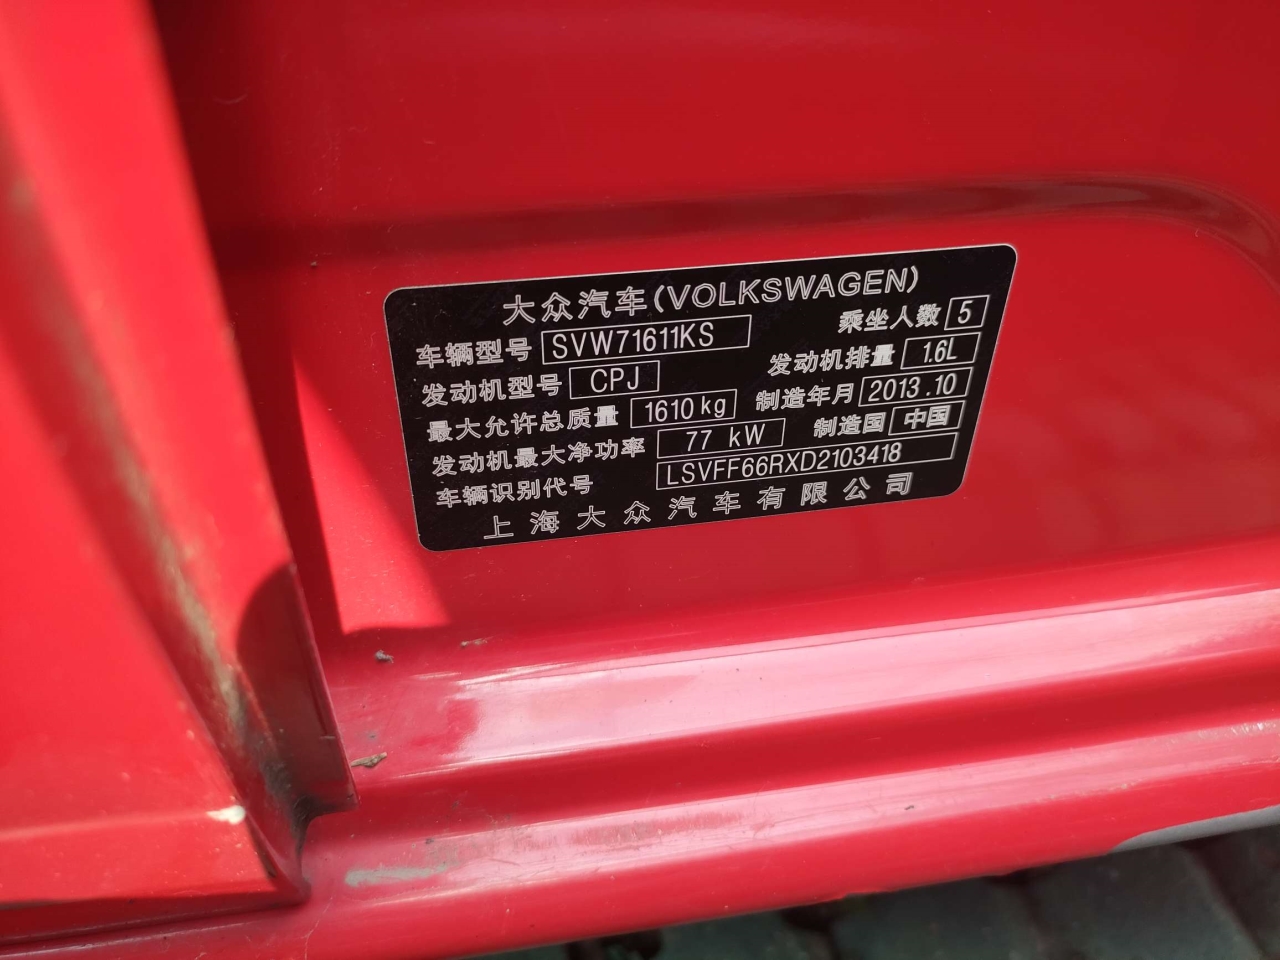 大众汽车(VOLKSWAGEN)
车辆型号 SVW71611KS 乘坐人数 5
发动机型号 CPJ 发动机排量 1.6L
最大允许总质量 1610kg 制造年月 2013.10
发动机最大净功率 77 kW 制造国 中国
车辆识别代号 LSVFF66RXD2103418
上海大众汽车有限公司